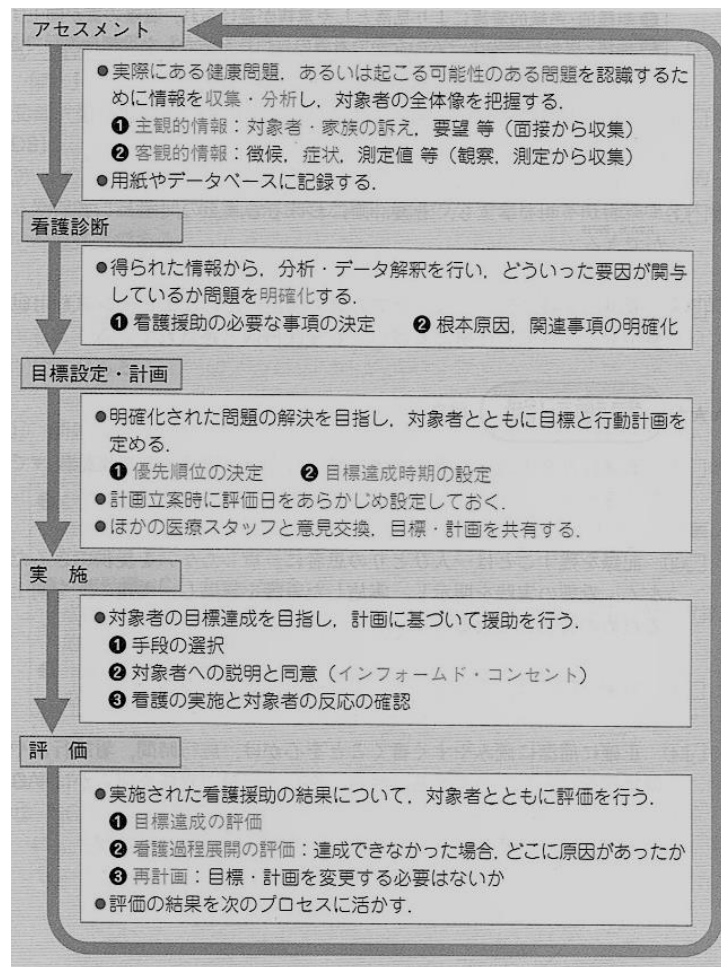 アセスメント
●実際にある健康問題，あるいは起こる可能性のある問題を認識するた
めに情報を収集・分析し，対象者の全体像を把握する．
❶ 主観的情報：対象者・家族の訴え，要望 等（面接から収集）
❷ 客観的情報：徴候，症状，測定値 等（観察，測定から収集）
●用紙やデータベースに記録する．
看護診断
●得られた情報から，分析・データ解釈を行い，どういった要因が関与
しているか問題を明確化する．
❶ 看護援助の必要な事項の決定　❷ 根本原因，関連事項の明確化
目標設定・計画
●明確化された問題の解決を目指し，対象者とともに目標と行動計画を
定める．
❶ 優先順位の決定　❷ 目標達成時期の設定
●計画立案時に評価日をあらかじめ設定しておく．
●ほかの医療スタッフと意見交換，目標・計画を共有する．
実　施
●対象者の目標達成を目指し，計画に基づいて援助を行う．
❶ 手段の選択
❷ 対象者への説明と同意（インフォームド・コンセント）
❸ 看護の実施と対象者の反応の確認
評　価
●実施された看護援助の結果について，対象者とともに評価を行う．
❶ 目標達成の評価
❷ 看護過程展開の評価：達成できなかった場合，どこに原因があったか
❸ 再計画：目標・計画を変更する必要はないか
●評価の結果を次のプロセスに活かす．